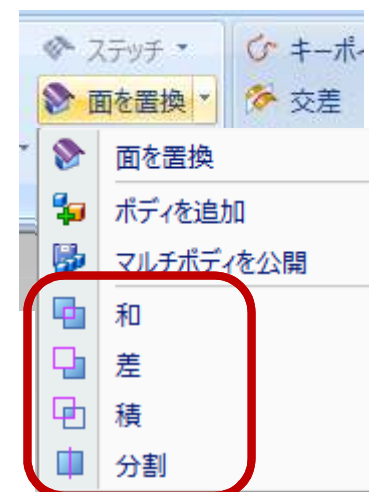 ステッチ
キーポ
面を置換
交差
面を置換
ボディを追加
マルチボディを公開
和
差
積
分割